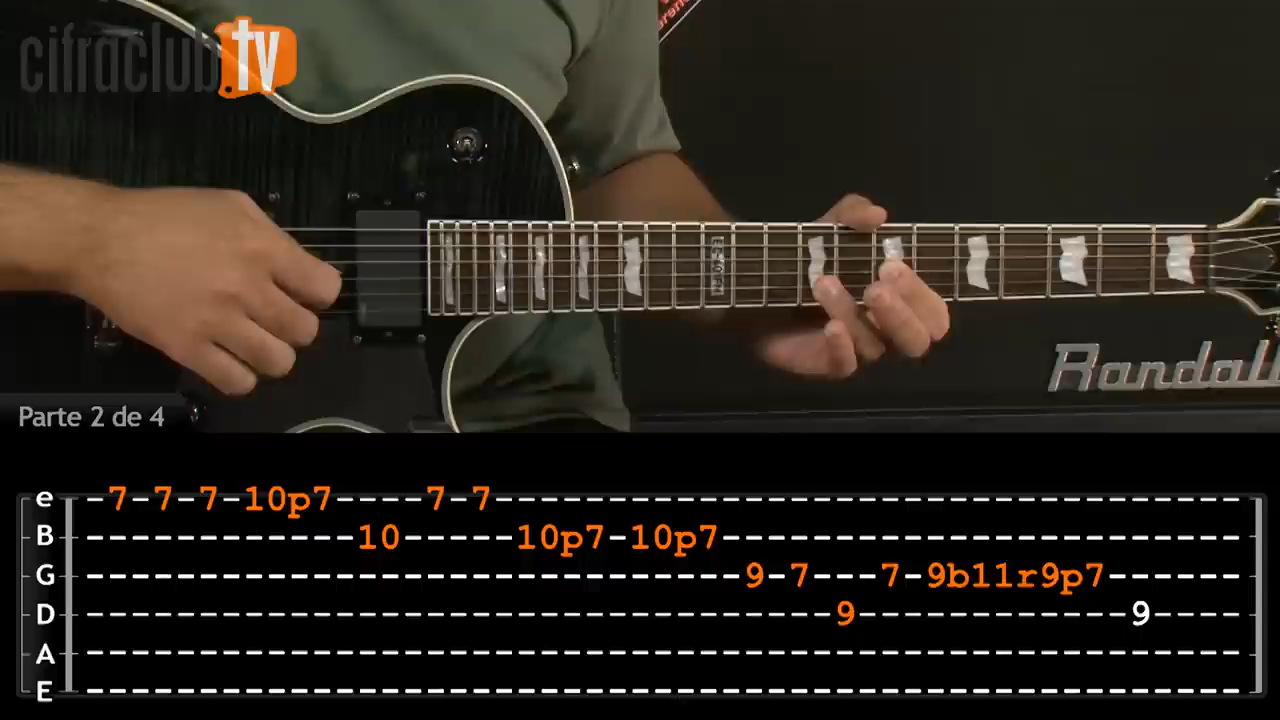 cifraclub.tv
Randall
Parte 2 de 4
e -7-7-7-10p7----7-7---------------------------------
B ------------10-----10p7-10p7-----------------------
G -----------------------------9-7---7-9b11r9p7------
D ---------------------------------9------------9----
A ---------------------------------------------------
E ---------------------------------------------------